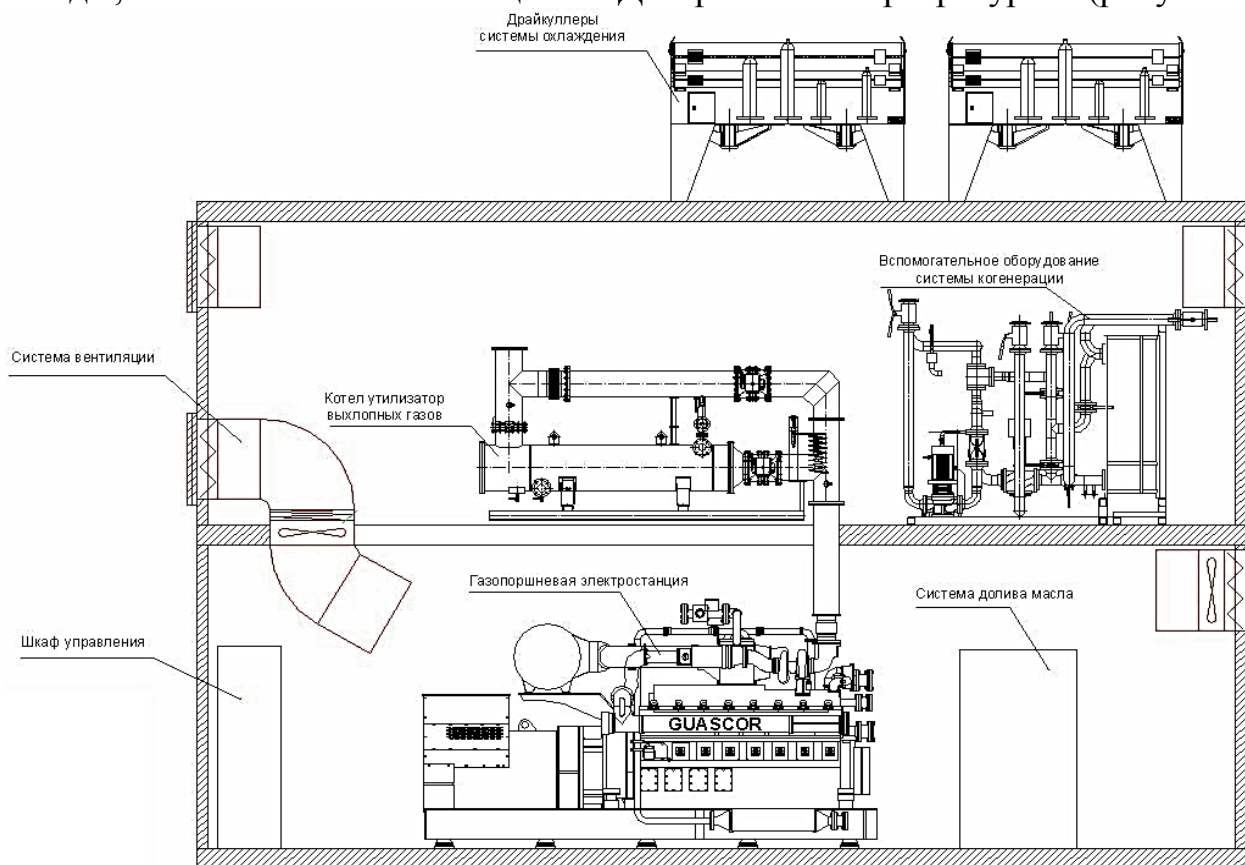 Драйкуллеры
системы охлаждения
Вспомогательное оборудование
системы когенерации
Система вентиляции
Котел утилизатор
выхлопных газов
Газопоршневая электростанция
Система долива масла
Шкаф управления
GUASCOR